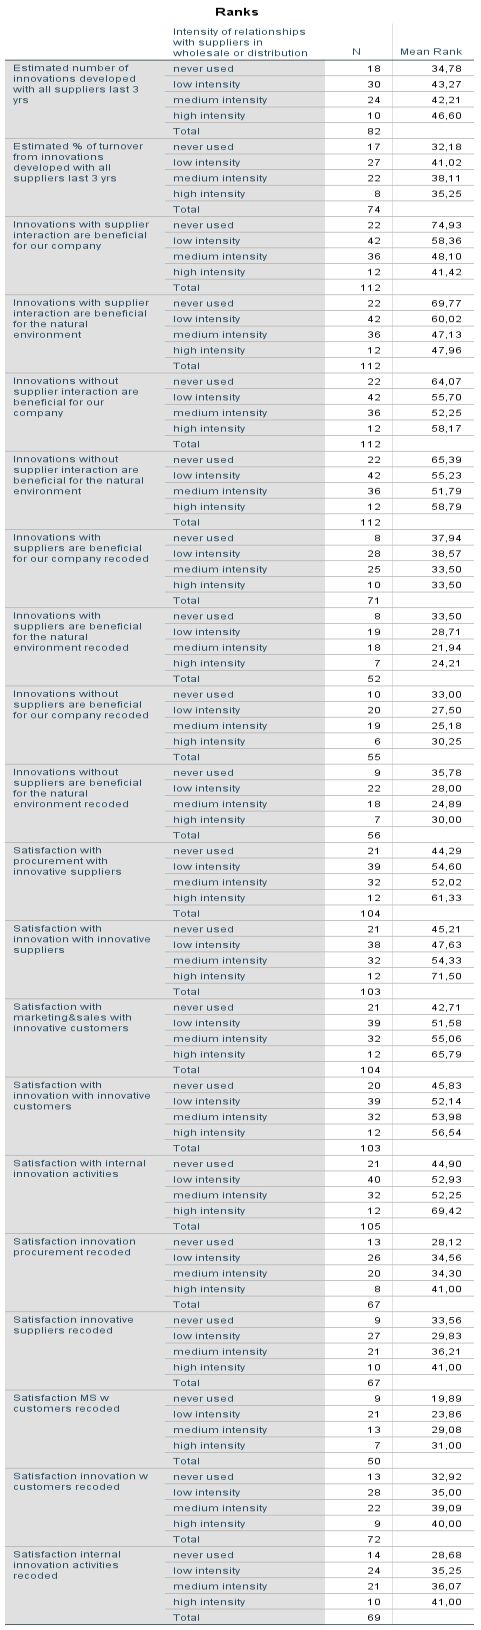 Ranks
Intensity of relationships
with suppliers in
wholesale or distribution N Mean Rank
Estimated number of never used 18 34,78
innovations developed low intensity 30 43,27
with all suppliers last 3 medium intensity 24 42,21
yrs high intensity 10 46,60
Total 82
Estimated % of turnover never used 17 32,18
from innovations low intensity 27 41,02
developed with all medium intensity 22 38,11
suppliers last 3 yrs high intensity 8 35,25
Total 74
Innovations with supplier never used 22 74,93
interaction are beneficial low intensity 42 58,36
for our company medium intensity 36 48,10
high intensity 12 41,42
Total 112
Innovations with supplier never used 22 69,77
interaction are beneficial low intensity 42 60,02
for the natural medium intensity 36 47,13
environment high intensity 12 47,96
Total 112
Innovations without never used 22 64,07
supplier interaction are low intensity 42 55,70
beneficial for our medium intensity 36 52,25
company high intensity 12 58,17
Total 112
Innovations without never used 22 65,39
supplier interaction are low intensity 42 55,23
beneficial for the natural medium intensity 36 51,79
environment high intensity 12 58,79
Total 112
Innovations with never used 8 37,94
suppliers are beneficial low intensity 28 38,57
for our company recoded medium intensity 25 33,50
high intensity 10 33,50
Total 71
Innovations with never used 8 33,50
suppliers are beneficial low intensity 19 28,71
for the natural medium intensity 18 21,94
environment recoded high intensity 7 24,21
Total 52
Innovations without never used 10 33,00
suppliers are beneficial low intensity 20 27,50
for our company recoded medium intensity 19 25,18
high intensity 6 30,25
Total 55
Innovations without never used 9 35,78
suppliers are beneficial low intensity 22 28,00
for the natural medium intensity 18 24,89
environment recoded high intensity 7 30,00
Total 56
Satisfaction with never used 21 44,29
procurement with low intensity 39 54,60
innovative suppliers medium intensity 32 52,02
high intensity 12 61,33
Total 104
Satisfaction with never used 21 45,21
innovation with innovative low intensity 38 47,63
suppliers medium intensity 32 54,33
high intensity 12 71,50
Total 103
Satisfaction with never used 21 42,71
marketing&sales with low intensity 39 51,58
innovative customers medium intensity 32 55,06
high intensity 12 65,79
Total 104
Satisfaction with never used 20 45,83
innovation with innovative low intensity 39 52,14
customers medium intensity 32 53,98
high intensity 12 56,54
Total 103
Satisfaction with internal never used 21 44,90
innovation activities low intensity 40 52,93
medium intensity 32 52,25
high intensity 12 69,42
Total 105
Satisfaction innovation never used 13 28,12
procurement recoded low intensity 26 34,56
medium intensity 20 34,30
high intensity 8 41,00
Total 67
Satisfaction innovative never used 9 33,56
suppliers recoded low intensity 27 29,83
medium intensity 21 36,21
high intensity 10 41,00
Total 67
Satisfaction MS w never used 9 19,89
customers recoded low intensity 21 23,86
medium intensity 13 29,08
high intensity 7 31,00
Total 50
Satisfaction innovation w never used 13 32,92
customers recoded low intensity 28 35,00
medium intensity 22 39,09
high intensity 9 40,00
Total 72
Satisfaction internal never used 14 28,68
innovation activities low intensity 24 35,25
recoded medium intensity 21 36,07
high intensity 10 41,00
Total 69